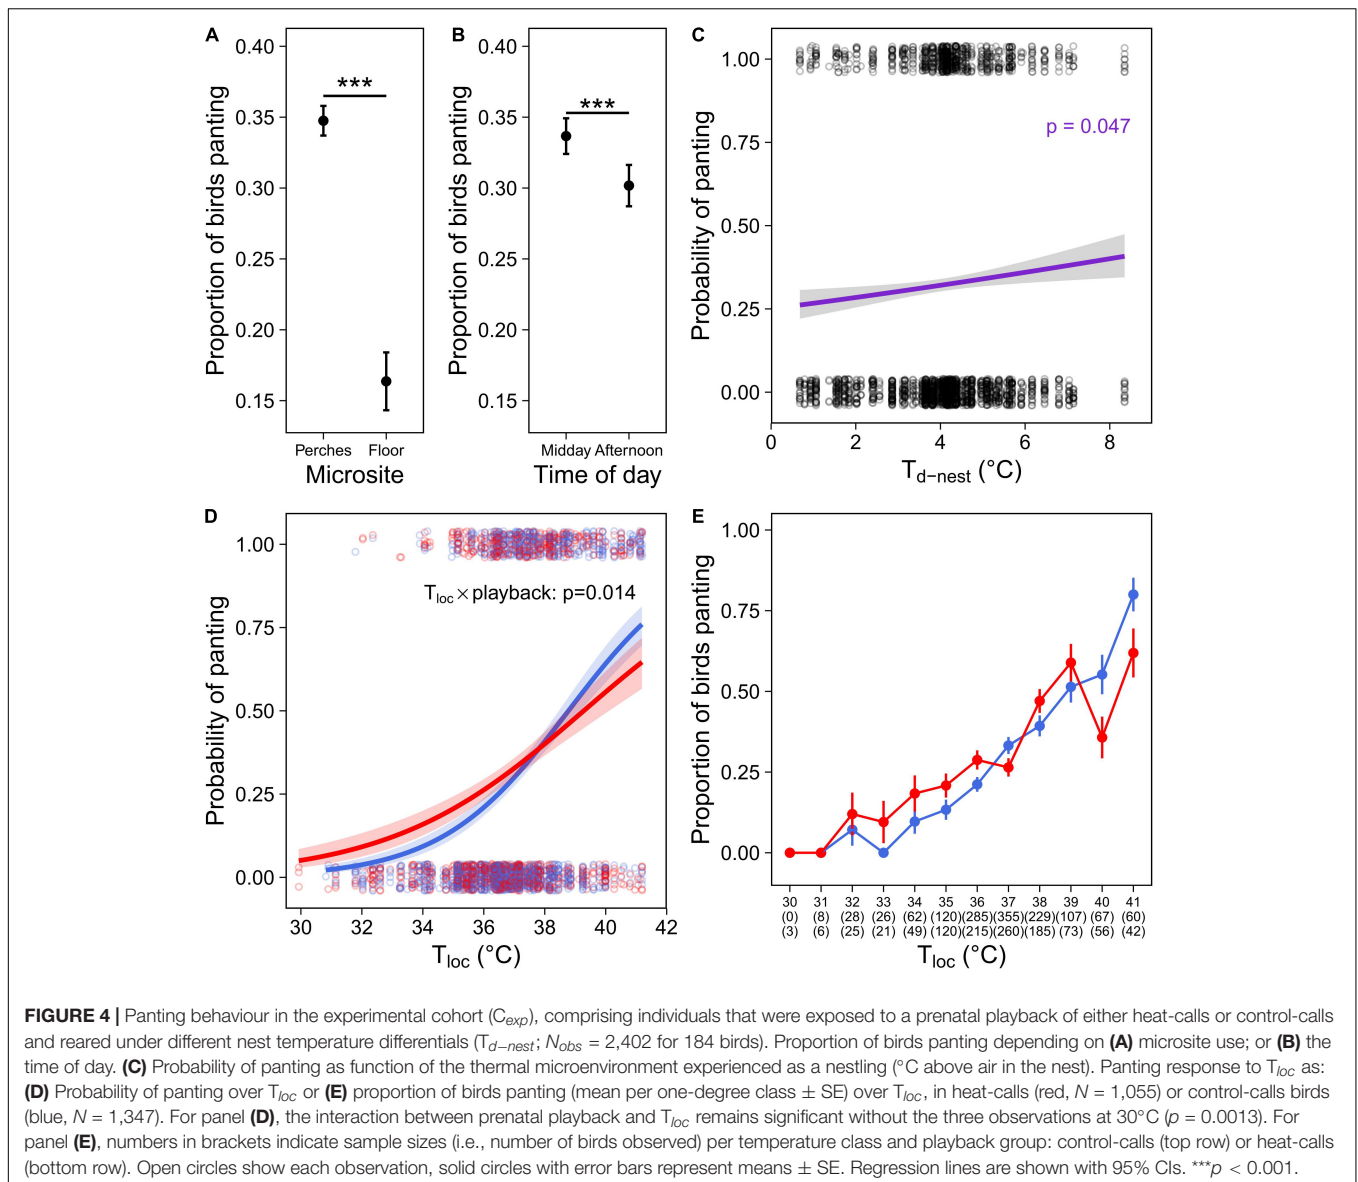 A
0.40
0.35
0.30
0.25
0.20
0.15
***
Proportion of birds panting
Perches Floor
Microsite
B
0.40
0.35
0.30
0.25
0.20
0.15
***
Proportion of birds panting
Midday Afternoon
Time of day
C
1.00
0.75
0.50
0.25
0.00
p = 0.047
Probability of panting
0 2 4 6 8
Td−nest (°C)
D
1.00
0.75
0.50
0.25
0.00
Tloc × playback: p=0.014
Probability of panting
30 32 34 36 38 40 42
Tloc (°C)
E
1.00
0.75
0.50
0.25
0.00
Proportion of birds panting
30 31 32 33 34 35 36 37 38 39 40 41
(0) (8) (28) (26) (62) (120) (285) (355) (229) (107) (67) (60)
(3) (6) (25) (21) (49) (120) (215) (260) (185) (73) (56) (42)
Tloc (°C)
FIGURE 4 | Panting behaviour in the experimental cohort (Cexp), comprising individuals that were exposed to a prenatal playback of either heat-calls or control-calls
and reared under different nest temperature differentials (Td−nest; Nobs = 2,402 for 184 birds). Proportion of birds panting depending on (A) microsite use; or (B) the
time of day. (C) Probability of panting as function of the thermal microenvironment experienced as a nestling (°C above air in the nest). Panting response to Tloc as:
(D) Probability of panting over Tloc or (E) proportion of birds panting (mean per one-degree class ± SE) over Tloc, in heat-calls (red, N = 1,055) or control-calls birds
(blue, N = 1,347). For panel (D), the interaction between prenatal playback and Tloc remains significant without the three observations at 30°C (p = 0.0013). For
panel (E), numbers in brackets indicate sample sizes (i.e., number of birds observed) per temperature class and playback group: control-calls (top row) or heat-calls
(bottom row). Open circles show each observation, solid circles with error bars represent means ± SE. Regression lines are shown with 95% CIs. ***p < 0.001.